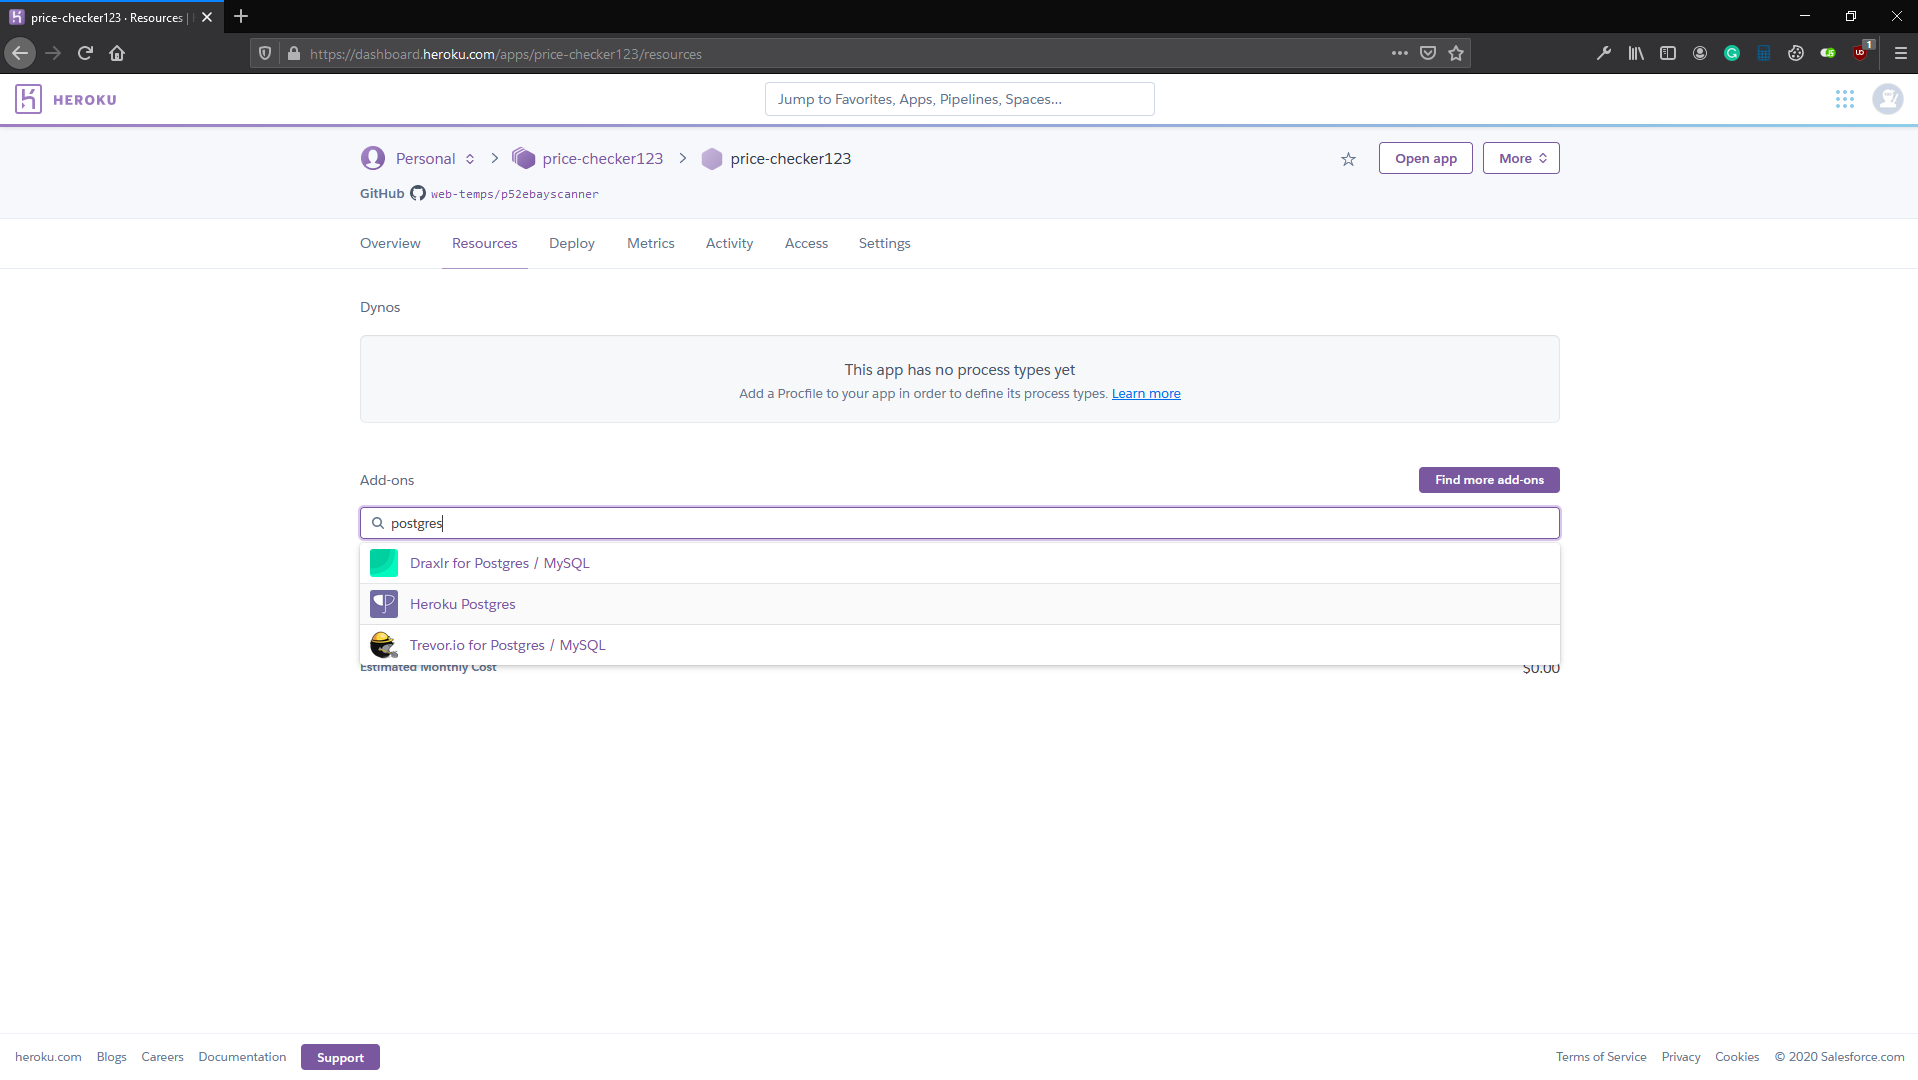 price-checker123 · Resources |
https://dashboard.heroku.com/apps/price-checker123/resources
1
HEROKU
Jump to Favorites, Apps, Pipelines, Spaces...
Personal
price-checker123
price-checker123
Open app
More
GitHub web-temps/p52ebayscanner
Overview
Resources
Deploy
Metrics
Activity
Access
Settings
Dynos
This app has no process types yet
Add a Procfile to your app in order to define its process types. Learn more
Add-ons
Find more add-ons
postgres
Draxlr for Postgres / MySQL
Heroku Postgres
Trevor.io for Postgres / MySQL
Estimated Monthly Cost
$0.00
heroku.com
Blogs
Careers
Documentation
Support
Terms of Service
Privacy
Cookies
© 2020 Salesforce.com